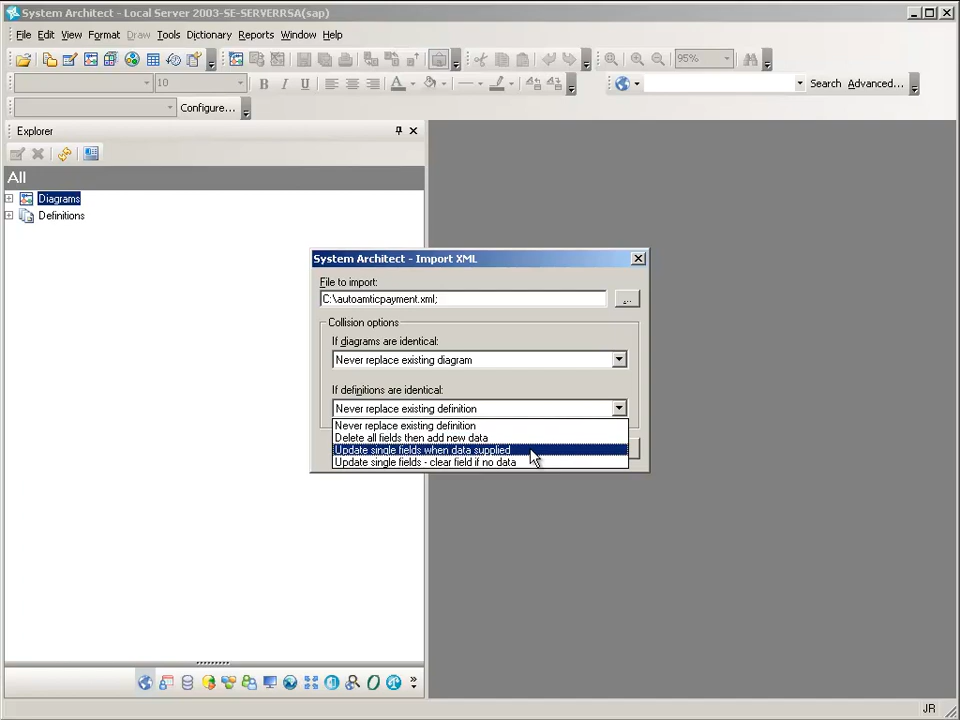 System Architect - Local Server 2003-SE-SERVERRSA(sap)
File Edit View Format Draw Tools Dictionary Reports Window Help
95%
10 B I U A Search Advanced...
Configure...
Explorer
All
Diagrams
Definitions
System Architect - Import XML
File to import:
C:\autoamticpayment.xml;
...
Collision options
If diagrams are identical:
Never replace existing diagram
If definitions are identical:
Never replace existing definition
Never replace existing definition
Delete all fields then add new data
Update single fields when data supplied
Update single fields - clear field if no data
JR